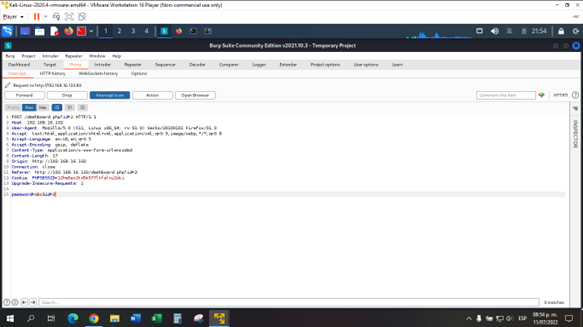 Kali-Linux-2020.4-vmware-amd64 - VMware Workstation 16 Player (Non-commercial use only)
Player
1 2 3 4
21:54
Burp Suite Community Edition v2021.10.3 - Temporary Project
Burp Project Intruder Repeater Window Help
Dashboard Target Proxy Intruder Repeater Sequencer Decoder Comparer Logger Extender Project options User options Learn
Intercept HTTP history WebSockets history Options
Request to http://192.168.16.132:80
Forward Drop Intercept is on Action Open Browser Comment this item HTTP/1
Pretty Raw Hex
1 POST /dashboard.php?id=2 HTTP/1.1
2 Host: 192.168.16.132
3 User-Agent: Mozilla/5.0 (X11; Linux x86_64; rv:91.0) Gecko/20100101 Firefox/91.0
4 Accept: text/html,application/xhtml+xml,application/xml;q=0.9,image/webp,*/*;q=0.8
5 Accept-Language: en-US,en;q=0.5
6 Accept-Encoding: gzip, deflate
7 Content-Type: application/x-www-form-urlencoded
8 Content-Length: 17
9 Origin: http://192.168.16.132
10 Connection: close
11 Referer: http://192.168.16.132/dashboard.php?id=2
12 Cookie: PHPSESSID=
13 Upgrade-Insecure-Requests: 1
14
15
INSPECTOR
Search...
0 matches
ESP
08:54 p. m.
11/07/2022